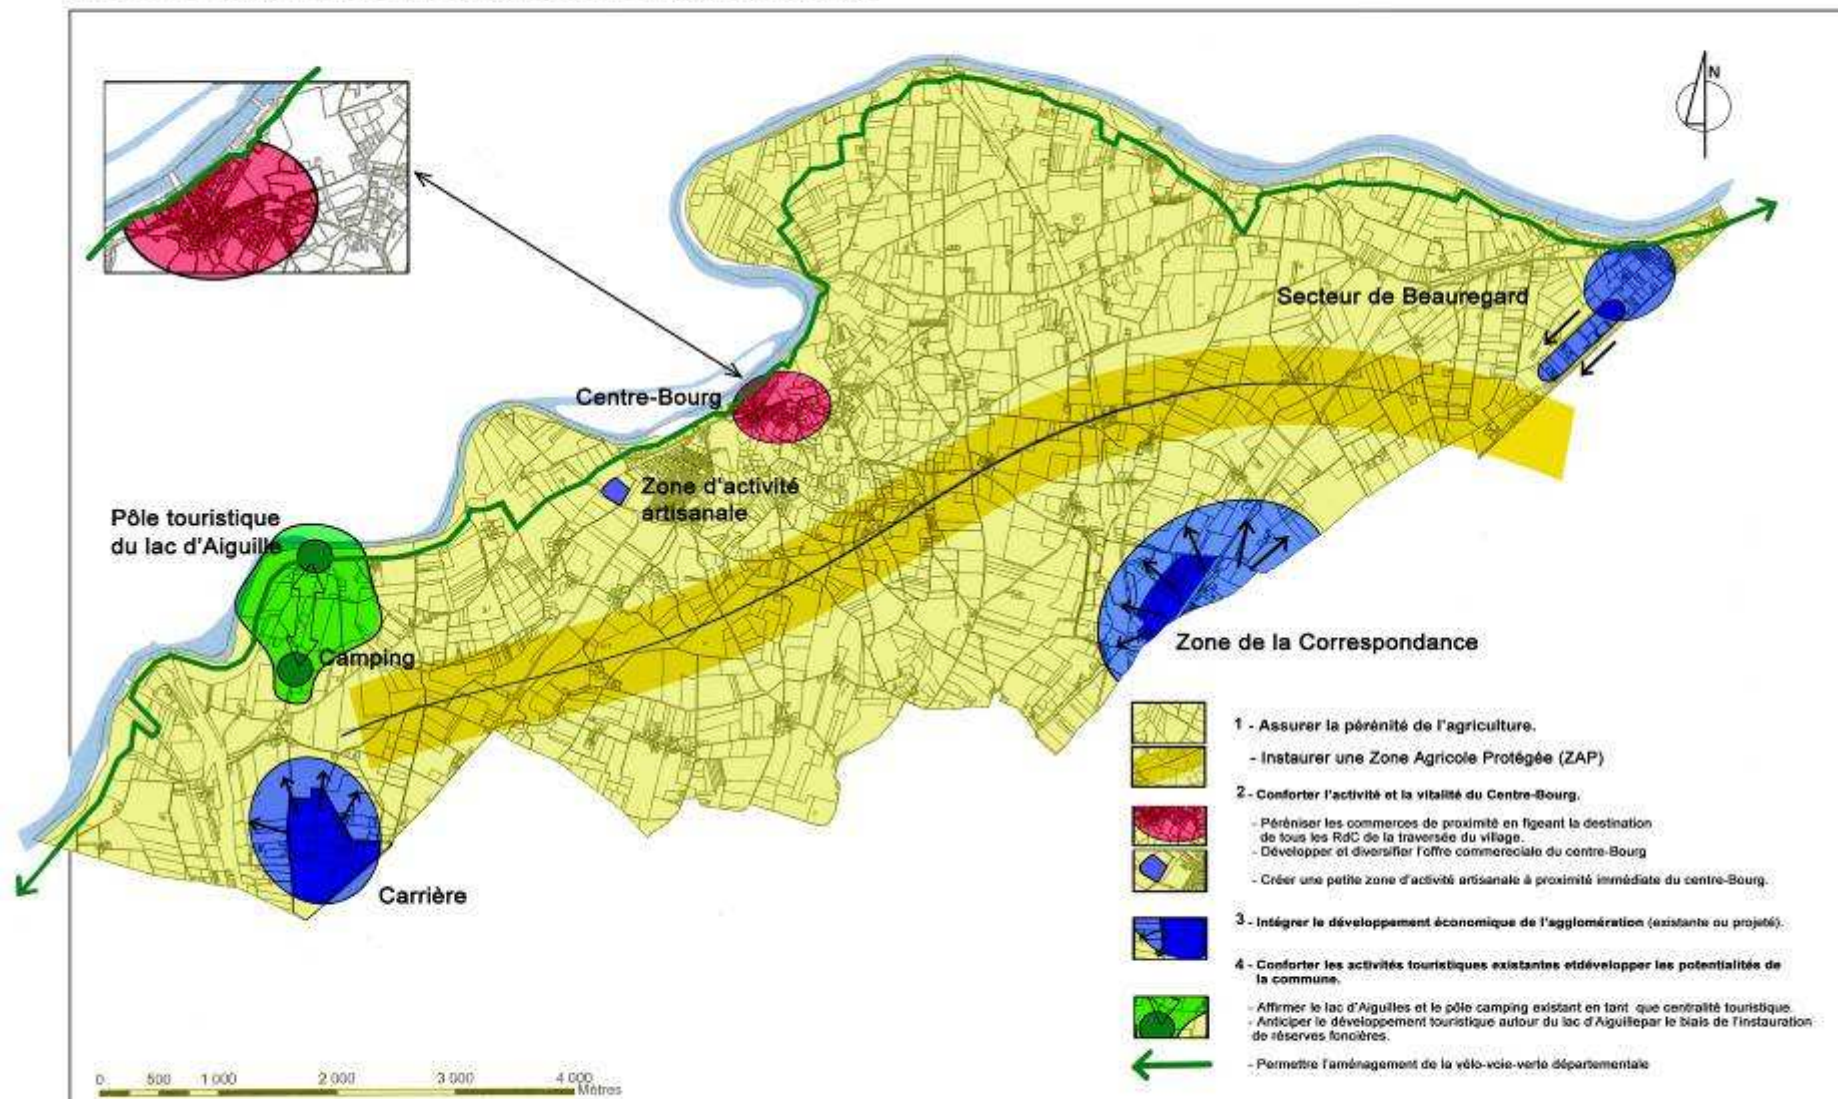 N
Secteur de Beauregard
Centre-Bourg
Zone d'activité
artisanale
Pôle touristique
du lac d'Aiguille
Camping
Zone de la Correspondance
Carrière
1 - Assurer la pérénité de l'agriculture.
- Instaurer une Zone Agricole Protégée (ZAP)
2 - Conforter l'activité et la vitalité du Centre-Bourg.
- Péréniser les commerces de proximité en figeant la destination
de tous les RdC de la traversée du village.
- Développer et diversifier l'offre commereciale du centre-Bourg
- Créer une petite zone d'activité artisanale à proximité immédiate du centre-Bourg.
3 - Intégrer le développement économique de l'agglomération (existante ou projeté).
4 - Conforter les activités touristiques existantes etdévelopper les potentialités de
la commune.
- Affirmer le lac d'Aiguilles et le pôle camping existant en tant que centralité touristique.
- Anticiper le développement touristique autour du lac d'Aiguillepar le biais de l'instauration
de réserves foncières.
- Permettre l'aménagement de la vélo-voie-verte départementale
0 500 1 000 2 000 3 000 4 000
Mètres